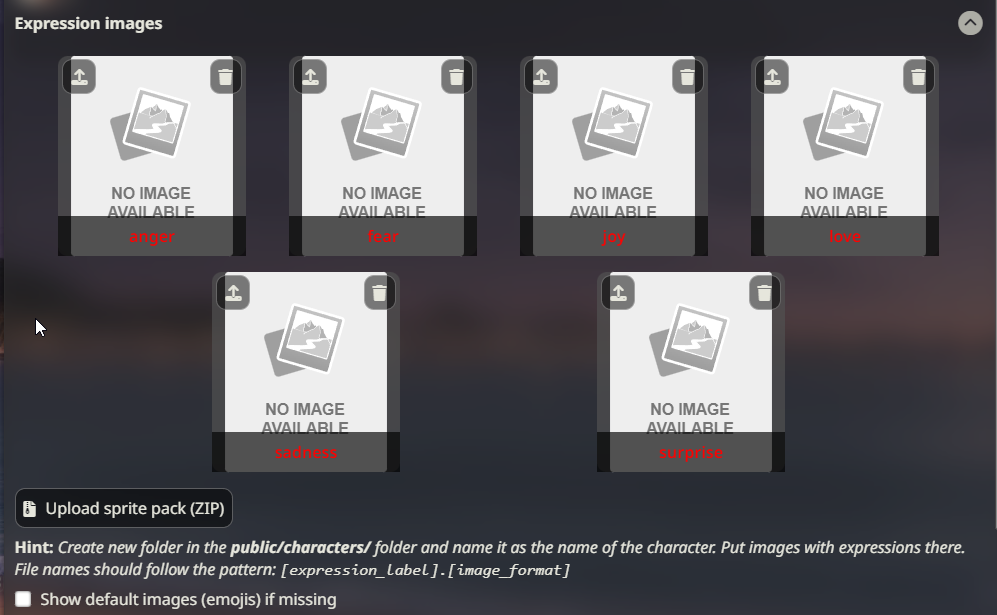 Expression images
NO IMAGE
AVAILABLE
anger
NO IMAGE
AVAILABLE
fear
NO IMAGE
AVAILABLE
joy
NO IMAGE
AVAILABLE
love
NO IMAGE
AVAILABLE
sadness
NO IMAGE
AVAILABLE
surprise
Upload sprite pack (ZIP)
Hint: Create new folder in the public/characters/ folder and name it as the name of the character. Put images with expressions there.
File names should follow the pattern: [expression_label].[image_format]
Show default images (emojis) if missing